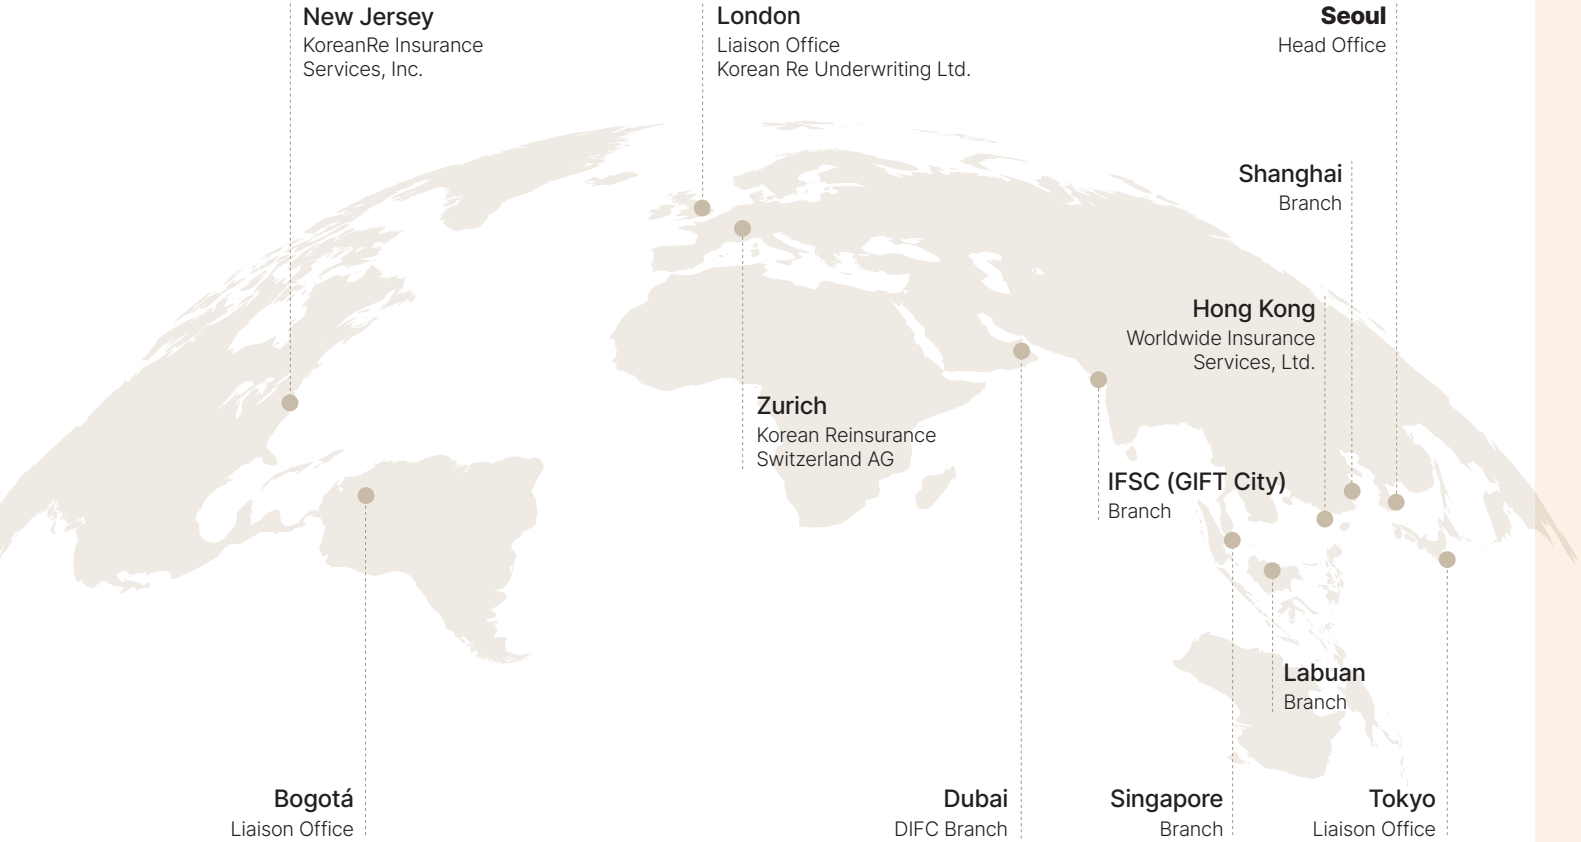 New Jersey
KoreanRe Insurance
Services, Inc.
London
Liaison Office
Korean Re Underwriting Ltd.
Seoul
Head Office
Shanghai
Branch
Hong Kong
Worldwide Insurance
Services, Ltd.
Zurich
Korean Reinsurance
Switzerland AG
IFSC (GIFT City)
Branch
Labuan
Branch
Bogotá
Liaison Office
Dubai
DIFC Branch
Singapore
Branch
Tokyo
Liaison Office